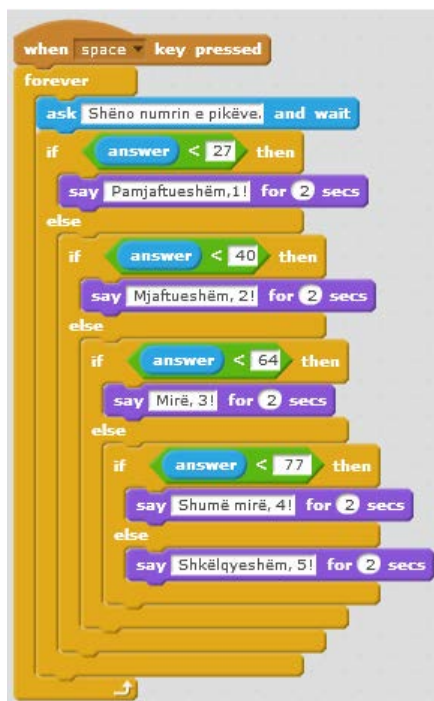 when space key pressed
forever
ask Shëno numrin e pikëve. and wait
if answer < 27 then
say Pamjaftueshëm,1! for 2 secs
else
if answer < 40 then
say Mjaftueshëm, 2! for 2 secs
else
if answer < 64 then
say Mirë, 3! for 2 secs
else
if answer < 77 then
say Shumë mirë, 4! for 2 secs
else
say Shkëlqyeshëm, 5! for 2 secs